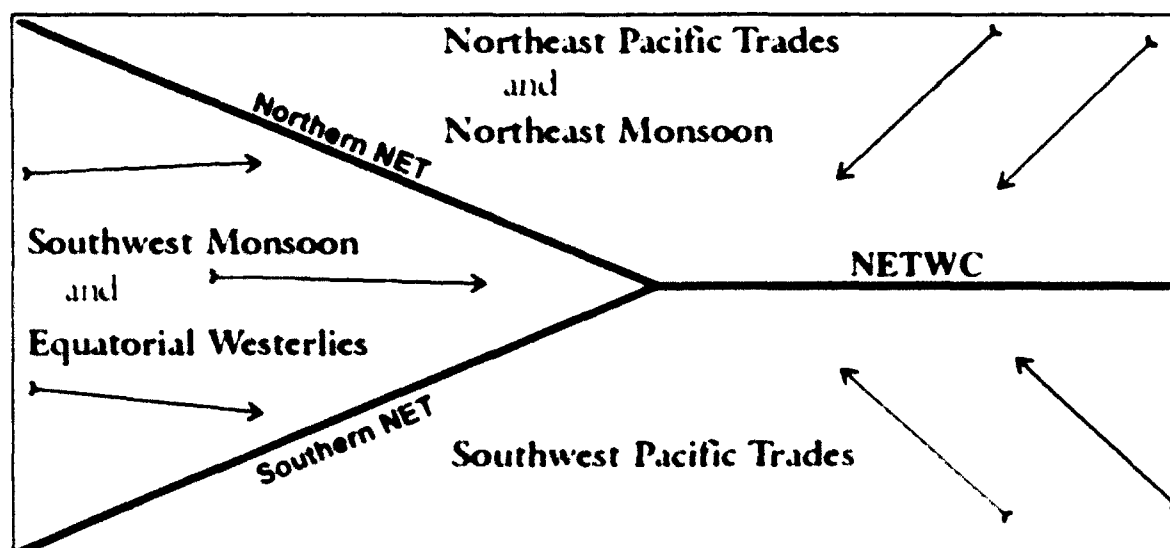 Northeast Pacific Trades
and
Northeast Monsoon
Northern NET
Southwest Monsoon
and
Equatorial Westerlies
NETWC
Southern NET
Southwest Pacific Trades